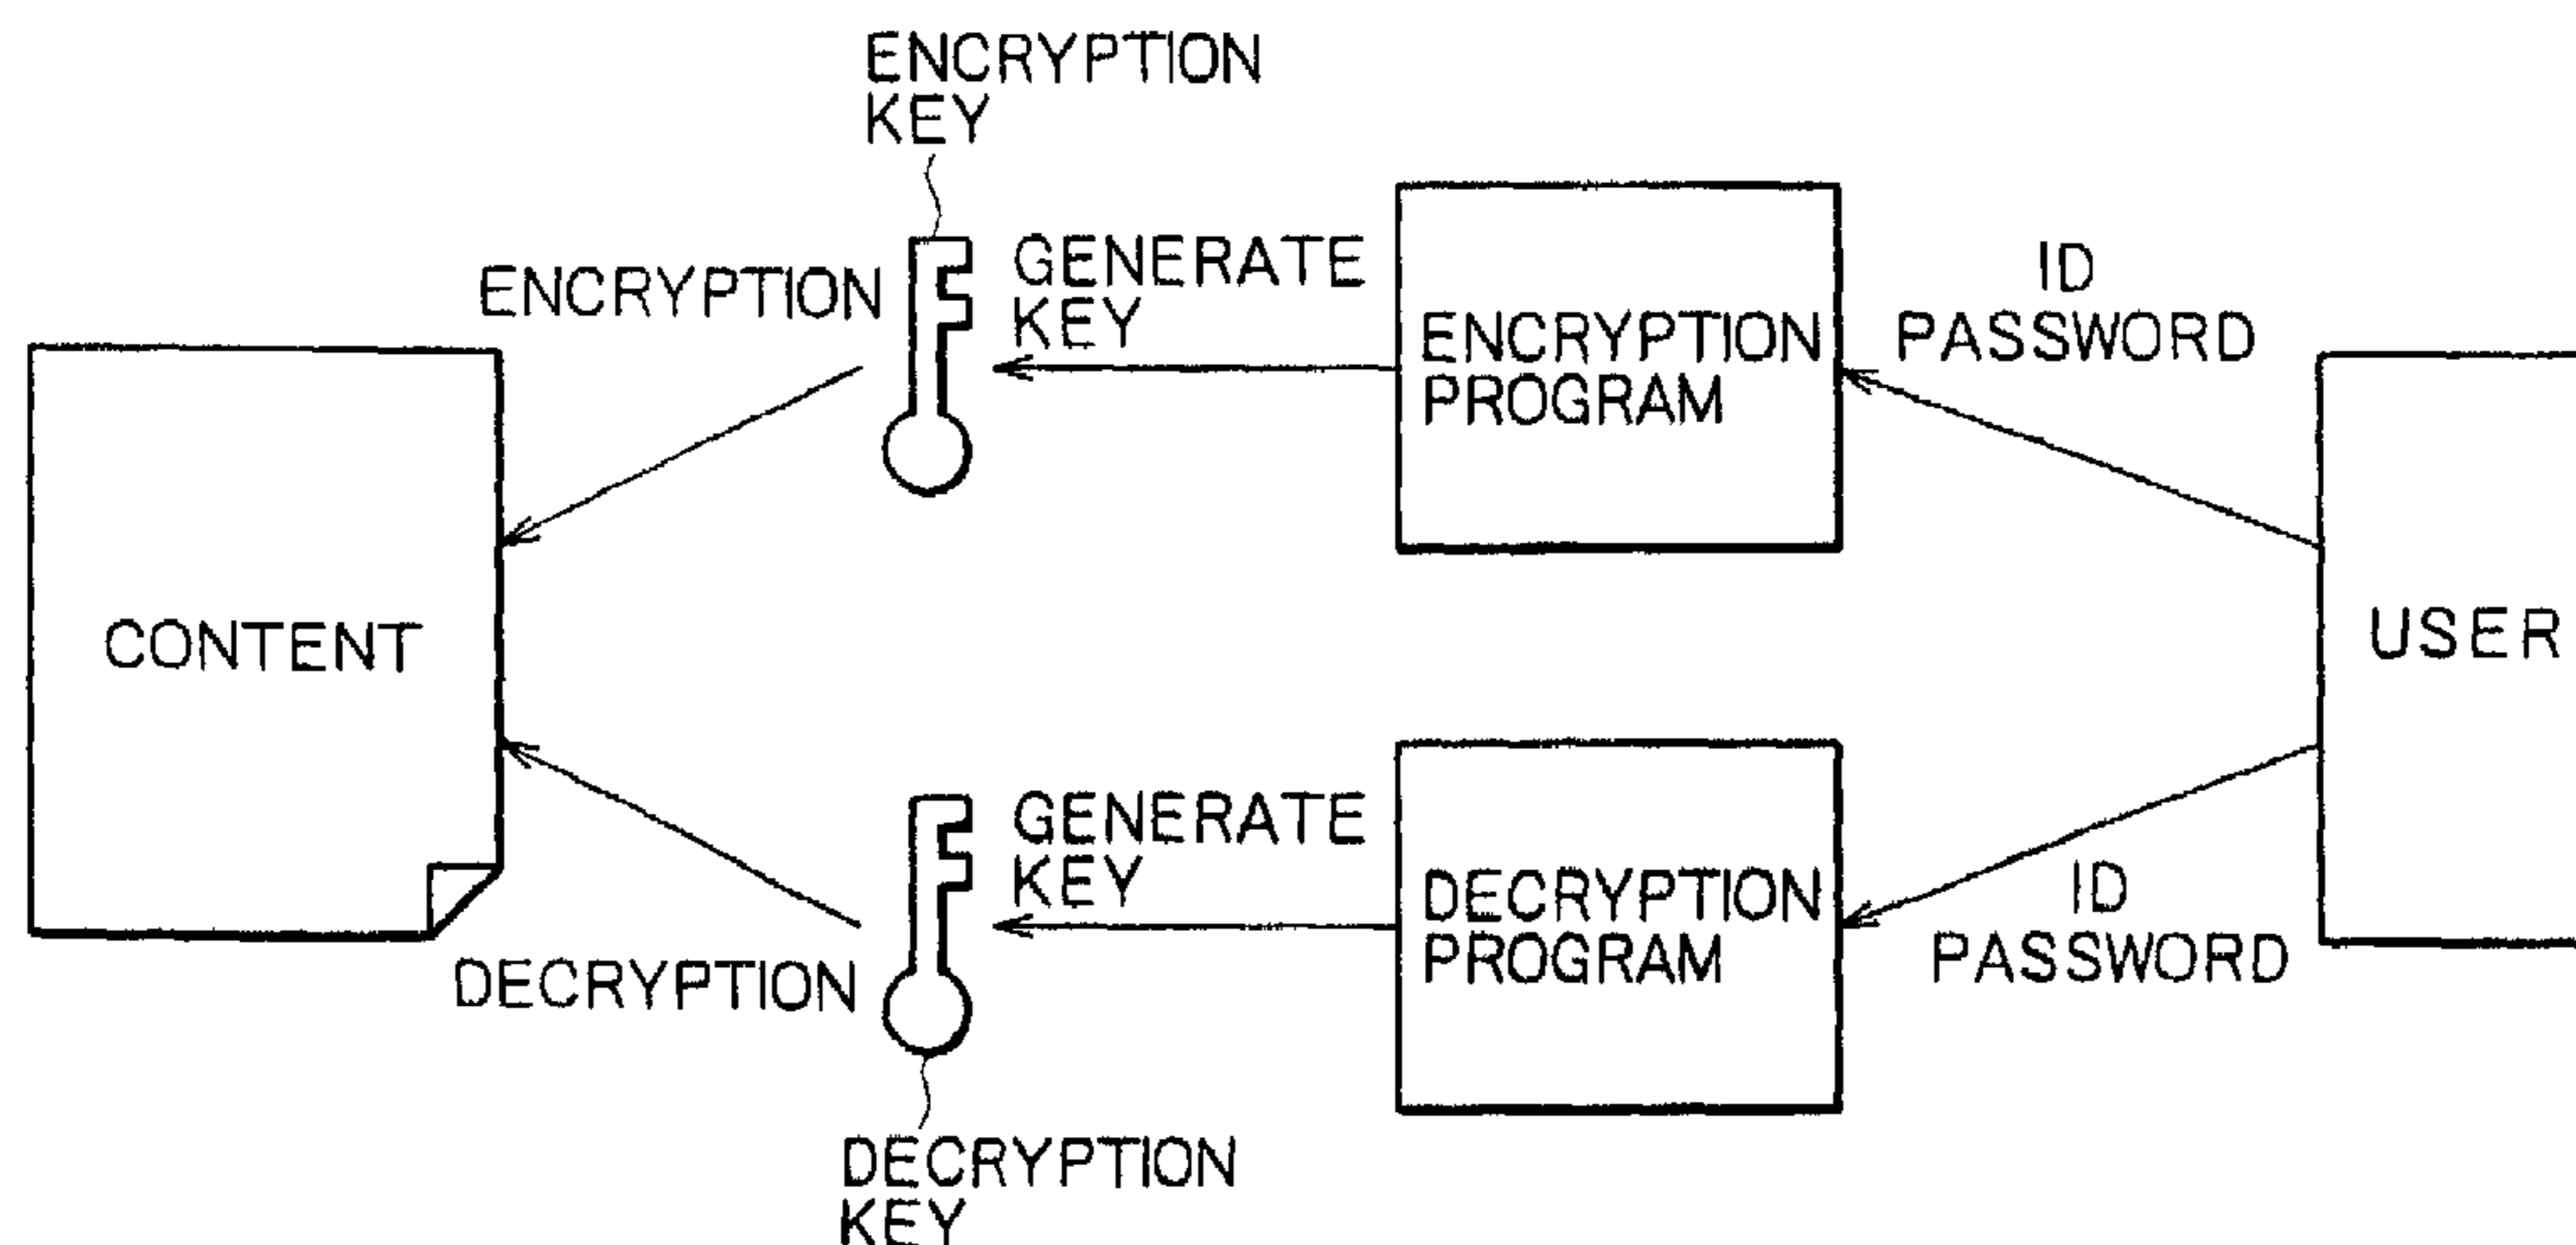 ENCRYPTION
KEY
ENCRYPTION
GENERATE
KEY
ENCRYPTION
PROGRAM
ID
PASSWORD
CONTENT
USER
DECRYPTION
GENERATE
KEY
DECRYPTION
PROGRAM
ID
PASSWORD
DECRYPTION
KEY